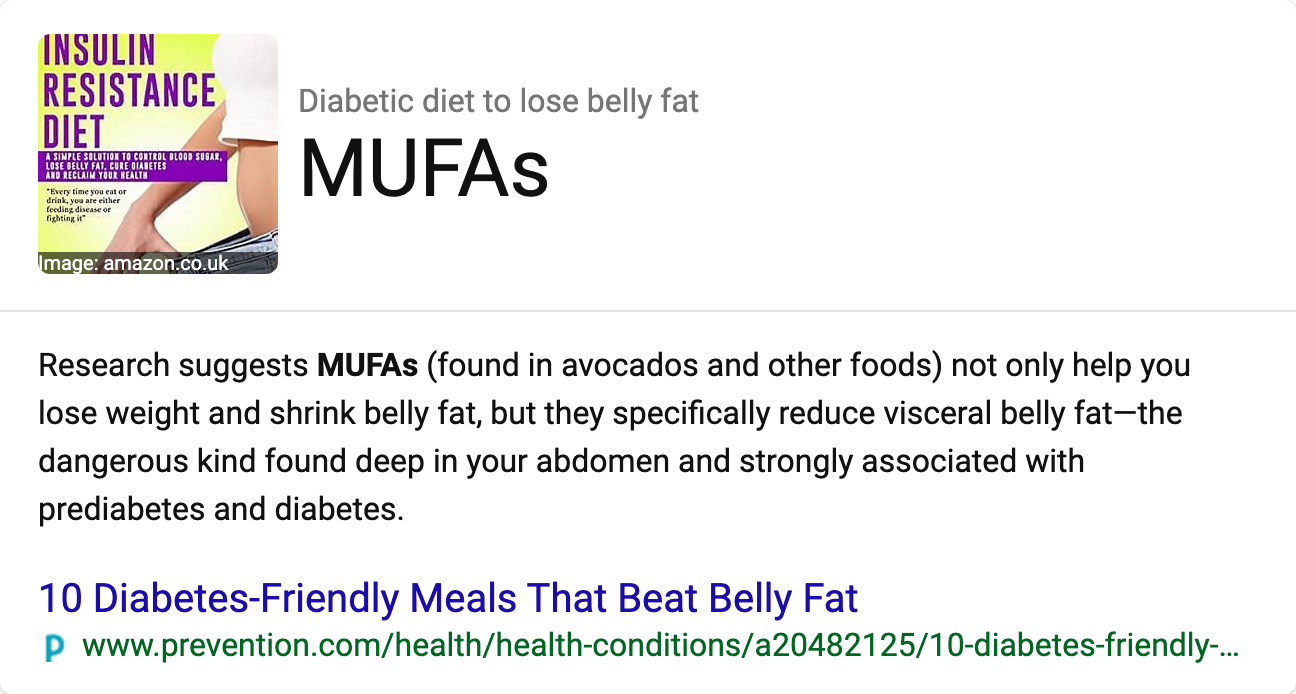 INSULIN
RESISTANCE
DIET
A SIMPLE SOLUTION TO CONTROL BLOOD SUGAR,
LOSE BELLY FAT, CURE DIABETES
AND RECLAIM YOUR HEALTH
"Every time you eat or
drink, you are either
feeding disease or
fighting it"
Image: amazon.co.uk
Diabetic diet to lose belly fat
MUFAs
Research suggests MUFAs (found in avocados and other foods) not only help you
lose weight and shrink belly fat, but they specifically reduce visceral belly fat—the
dangerous kind found deep in your abdomen and strongly associated with
prediabetes and diabetes.
10 Diabetes-Friendly Meals That Beat Belly Fat
p www.prevention.com/health/health-conditions/a20482125/10-diabetes-friendly-...